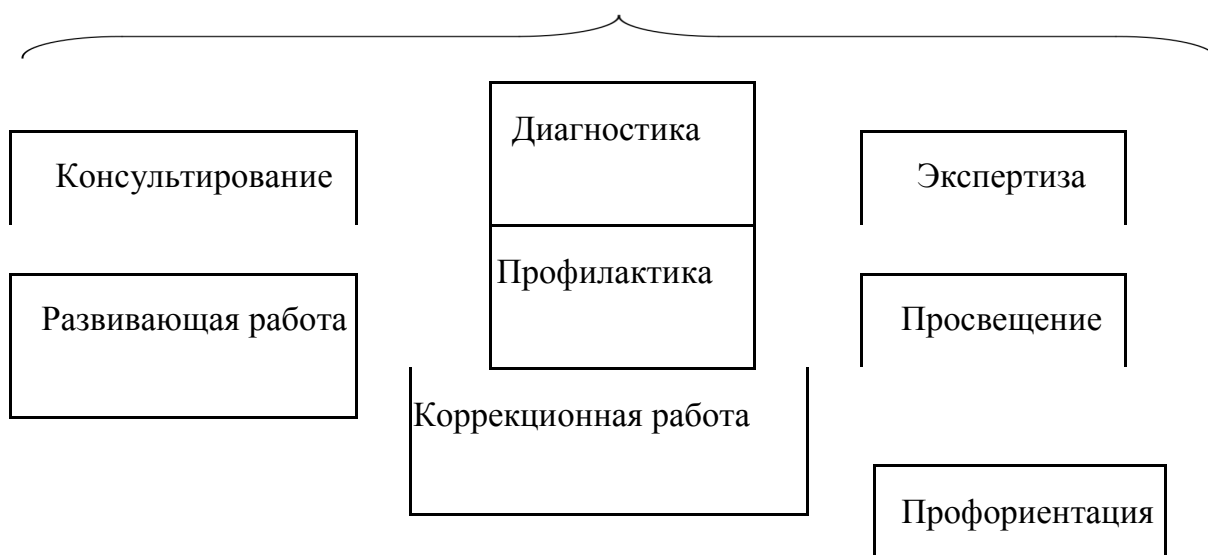 Диагностика
Консультирование
Экспертиза
Профилактика
Развивающая работа
Просвещение
Коррекционная работа
Профориентация